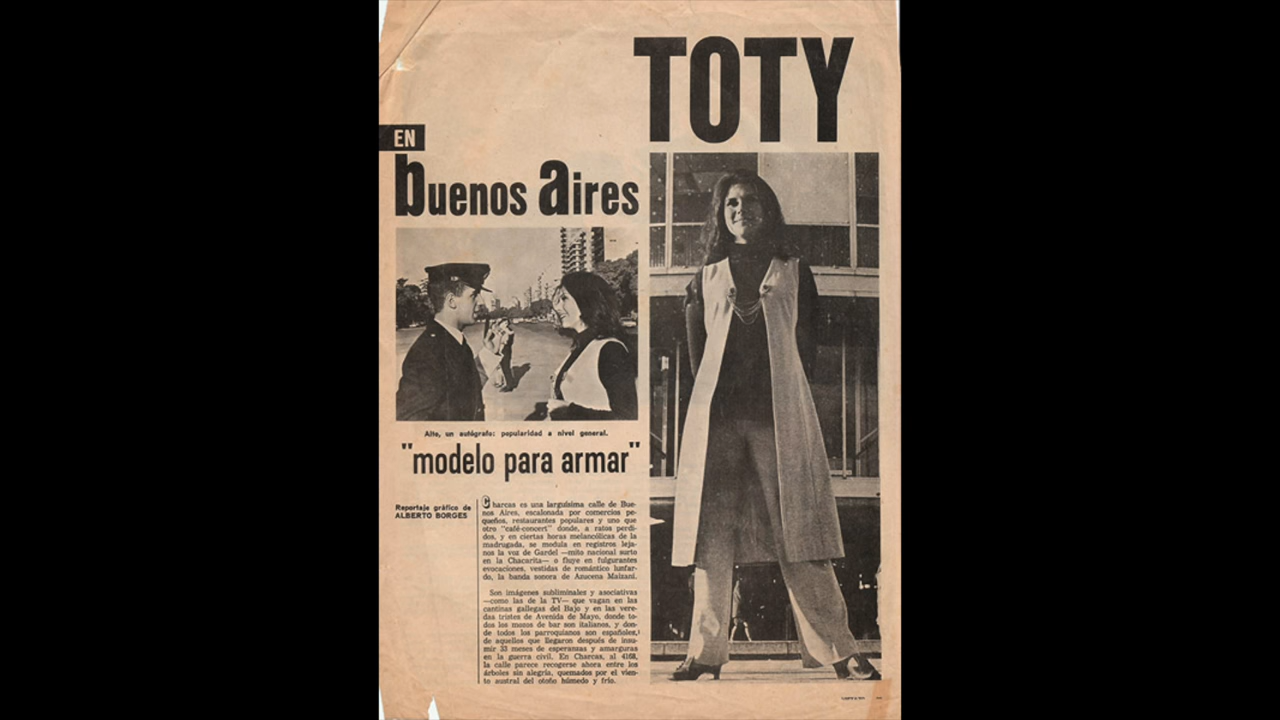 TOTY
EN
buenos aires
Alto, un autógrafo: popularidad a nivel general.
"modelo para armar"
Reportaje gráfico de
ALBERTO BORGES
Charcas es una larguísima calle de Bue-
nos Aires, escalonada por comercios pe-
queños, restaurantes populares y uno que
otro "café-concert" donde, a ratos perdi-
dos, y en ciertas horas melancólicas de la
madrugada, se modula en registros leja-
nos la voz de Gardel —mito nacional surto
en la Chacarita— o fluye en fulgurantes
evocaciones, vestidas de romántico lunfar-
do, la banda sonora de Azucena Maizani.
Son imágenes subliminales y asociativas
—como las de la TV— que vagan en las
cantinas gallegas del Bajo y en las vere-
das tristes de Avenida de Mayo, donde to-
dos los mozos de bar son italianos, y don-
de todos los parroquianos son españoles,
de aquellos que llegaron después de insu-
mir 33 meses de esperanzas y amarguras
en la guerra civil. En Charcas, al 4168,
la calle parece recogerse ahora entre los
árboles sin alegría, quemados por el vien-
to austral del otoño húmedo y frío.